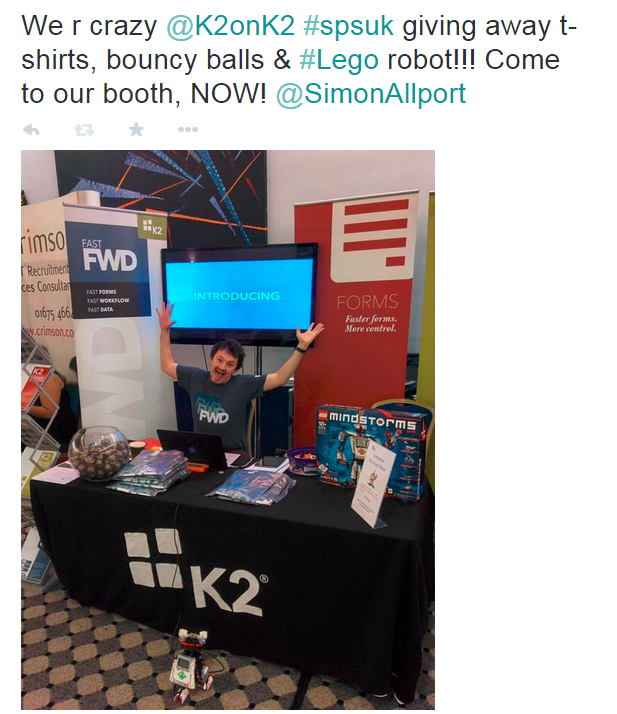 We r crazy @K2onK2 #spsuk giving away t-
shirts, bouncy balls & #Lego robot!!! Come
to our booth, NOW! @SimonAllport
rimso
T Recruitment
ces Consultan
01675 466
w.crimson.co
K2
FAST
FWD
FAST FORMS
FAST WORKFLOW
FAST DATA
INTRODUCING
FORMS
Faster forms.
More control.
FWD
K2
MINDSTORMS
K2®